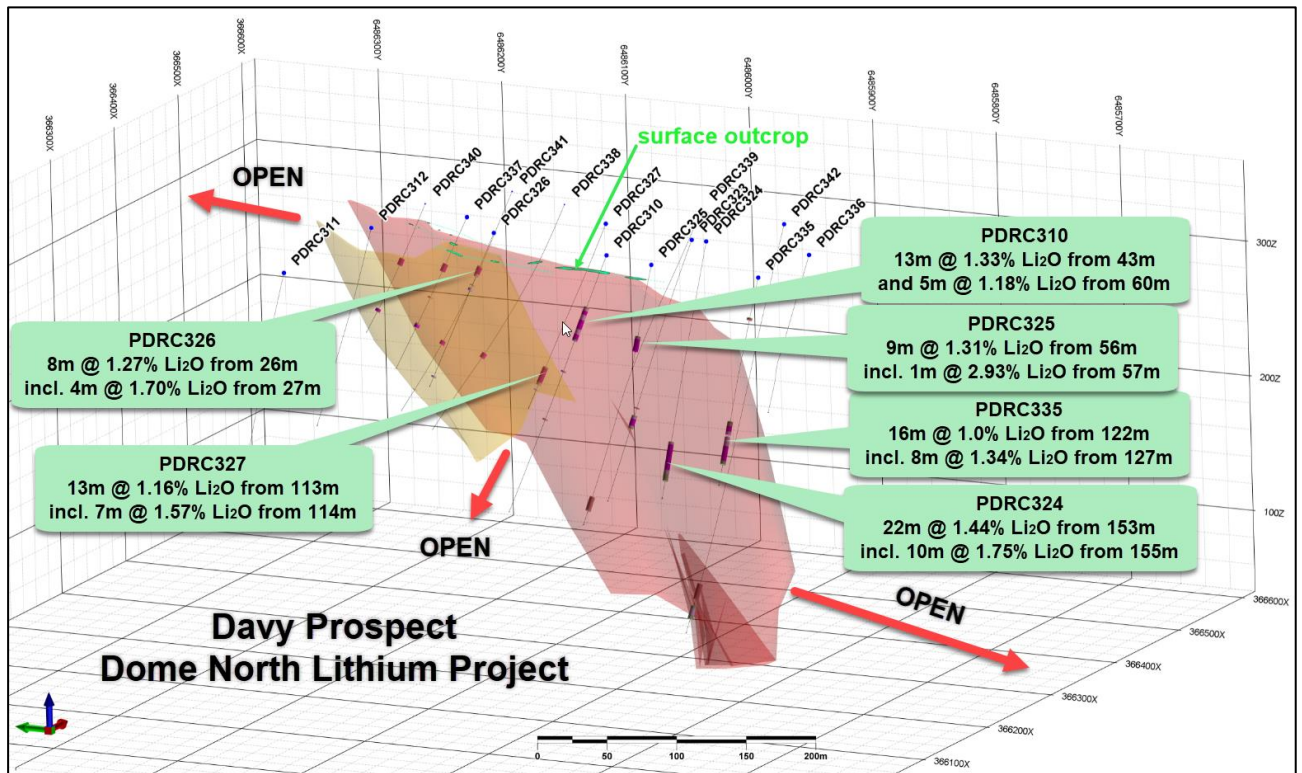 366600X
366500X
366400X
366300X
6486300Y
6486200Y
6486100Y
6486000Y
6485900Y
6485800Y
6485700Y
surface outcrop
OPEN
PDRC311
PDRC312
PDRC340
PDRC337
PDRC341
PDRC326
PDRC338
PDRC327
PDRC310
PDRC325
PDRC323
PDRC339
PDRC324
PDRC342
PDRC335
PDRC336
300Z
200Z
100Z
PDRC310
13m @ 1.33% Li2O from 43m
and 5m @ 1.18% Li2O from 60m
PDRC325
9m @ 1.31% Li2O from 56m
incl. 1m @ 2.93% Li2O from 57m
PDRC335
16m @ 1.0% Li2O from 122m
incl. 8m @ 1.34% Li2O from 127m
PDRC324
22m @ 1.44% Li2O from 153m
incl. 10m @ 1.75% Li2O from 155m
PDRC326
8m @ 1.27% Li2O from 26m
incl. 4m @ 1.70% Li2O from 27m
PDRC327
13m @ 1.16% Li2O from 113m
incl. 7m @ 1.57% Li2O from 114m
OPEN
OPEN
366600X
366500X
366400X
366300X
366200X
366100X
Davy Prospect
Dome North Lithium Project
0 50 100 150 200m